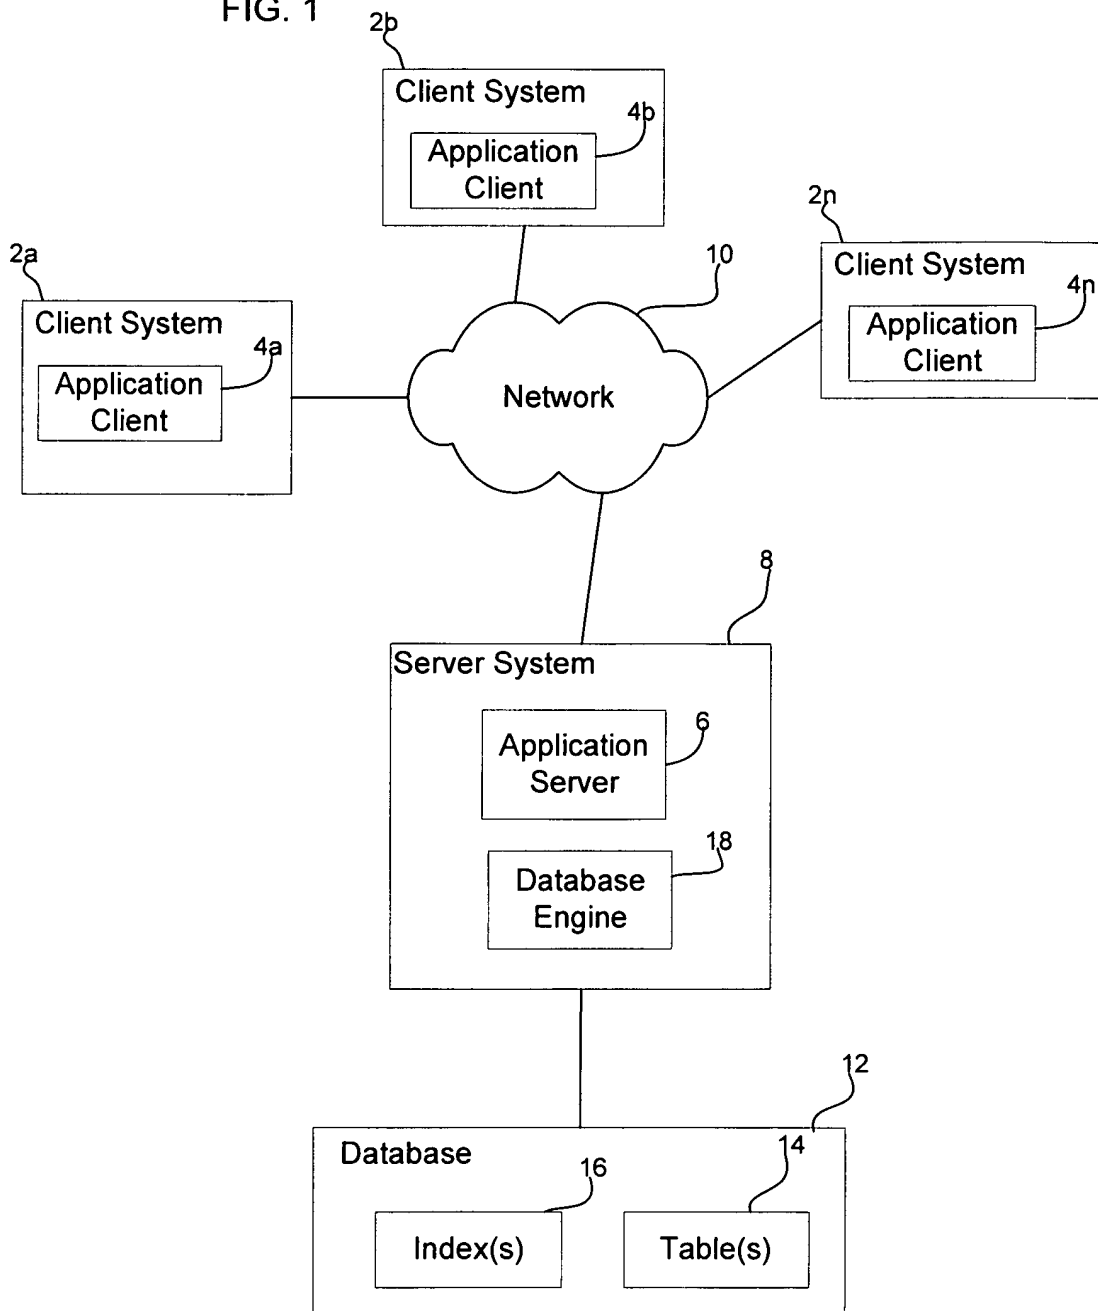 FIG. 1
2b
Client System
4b
Application
Client
2n
Client System
4n
Application
Client
2a
Client System
4a
Application
Client
10
Network
8
Server System
6
Application
Server
18
Database
Engine
12
Database
16
Index(s)
14
Table(s)